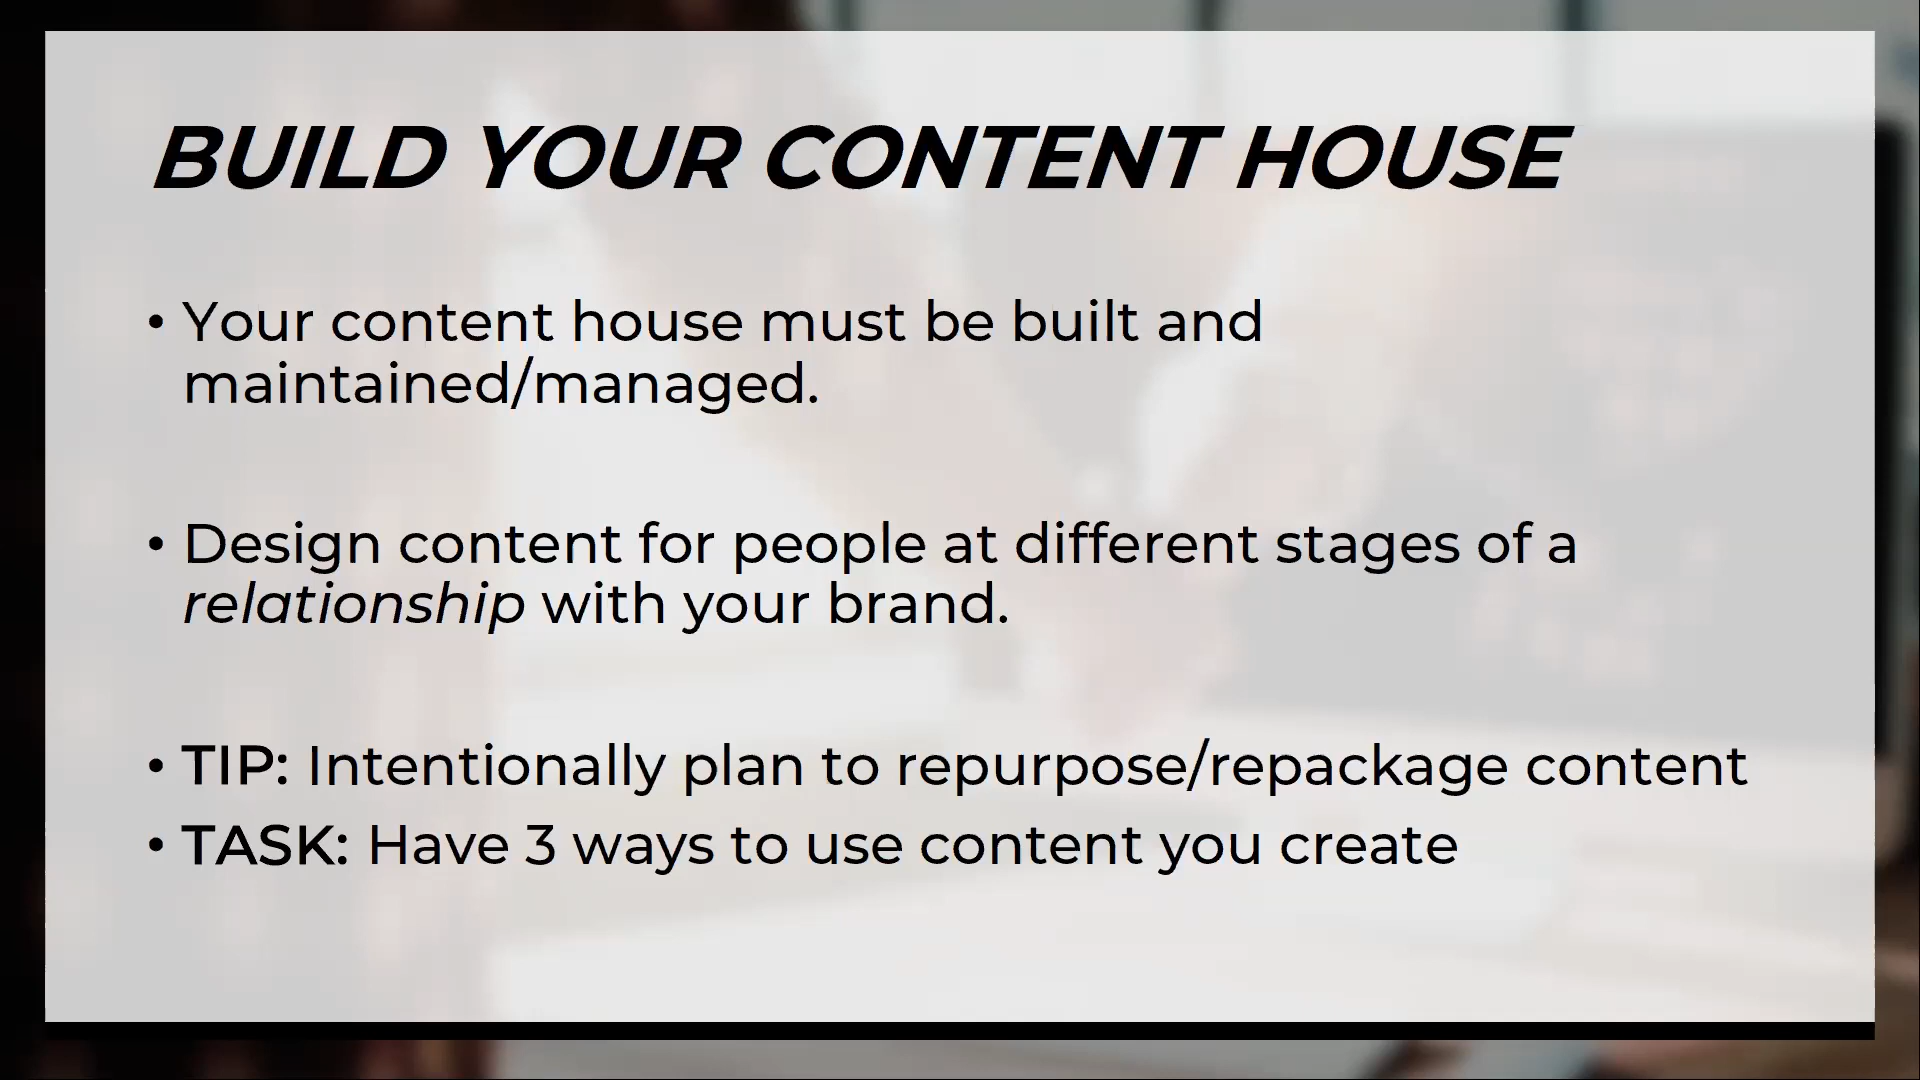 BUILD YOUR CONTENT HOUSE
• Your content house must be built and
maintained/managed.
• Design content for people at different stages of a
relationship with your brand.
• TIP: Intentionally plan to repurpose/repackage content
• TASK: Have 3 ways to use content you create